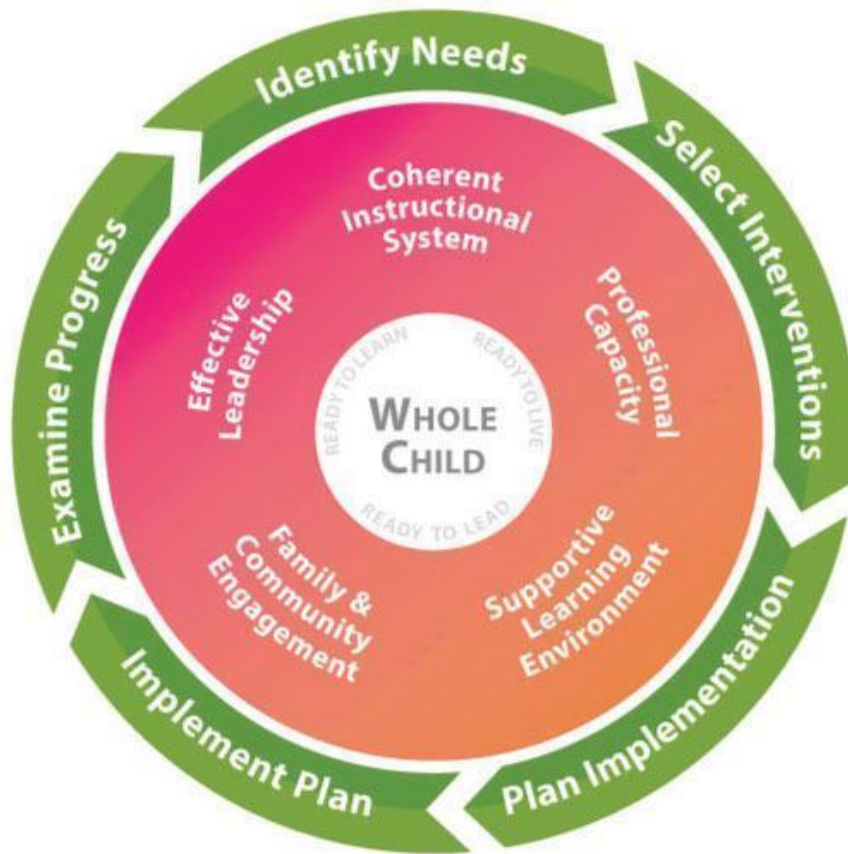 Identify Needs
Select Interventions
Plan Implementation
Implement Plan
Examine Progress
Coherent
Instructional
System
Professional
Capacity
Supportive
Learning
Environment
Family &
Community
Engagement
Effective
Leadership
READY TO LEARN
READY TO LIVE
READY TO LEAD
WHOLE
CHILD